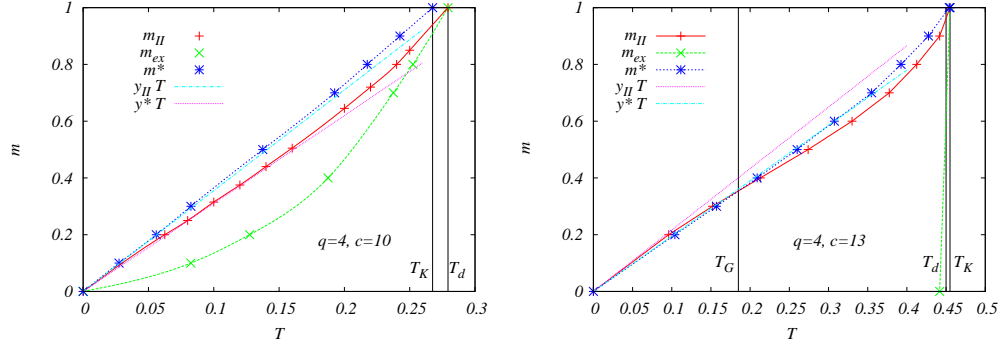 1
0.8
0.6
0.4
0.2
0
m
m_II
m_ex
m*
y_II T
y* T
q=4, c=10
T_K
T_d
0
0.05
0.1
0.15
0.2
0.25
0.3
T
1
0.8
0.6
0.4
0.2
0
m
m_II
m_ex
m*
y_II T
y* T
q=4, c=13
T_G
T_d
T_K
0
0.05
0.1
0.15
0.2
0.25
0.3
0.35
0.4
0.45
0.5
T